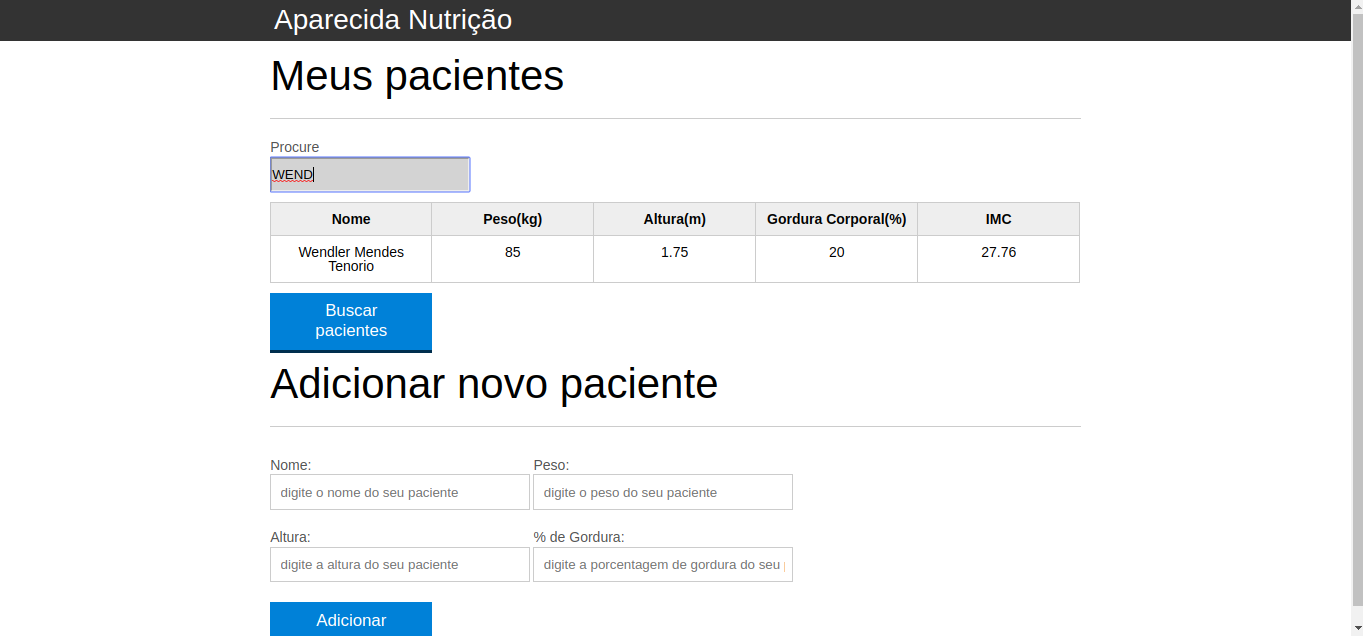 Aparecida Nutrição
Meus pacientes
Procure
WEND
Nome Peso(kg) Altura(m) Gordura Corporal(%) IMC
Wendler Mendes 85 1.75 20 27.76
Tenorio
Buscar
pacientes
Adicionar novo paciente
Nome: Peso:
digite o nome do seu paciente digite o peso do seu paciente
Altura: % de Gordura:
digite a altura do seu paciente digite a porcentagem de gordura do seu
Adicionar